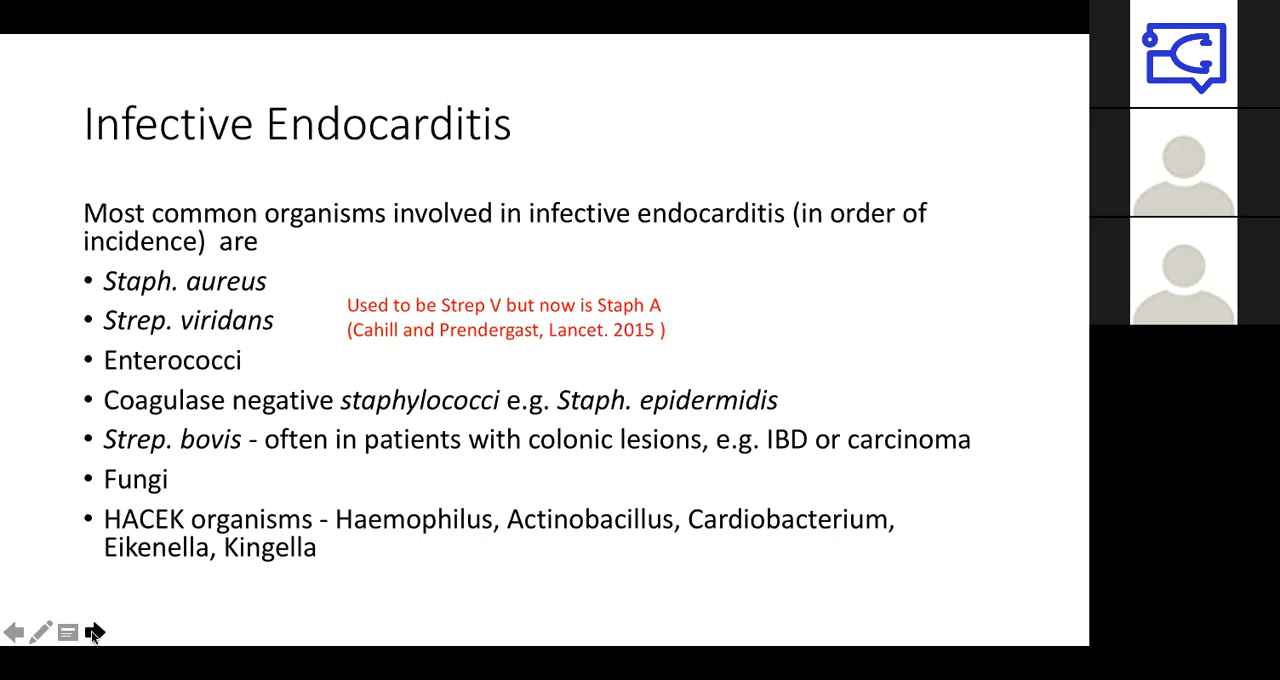 Infective Endocarditis
Most common organisms involved in infective endocarditis (in order of
incidence)  are
• Staph. aureus
• Strep. viridans
Used to be Strep V but now is Staph A
(Cahill and Prendergast, Lancet. 2015 )
• Enterococci
• Coagulase negative staphylococci e.g. Staph. epidermidis
• Strep. bovis - often in patients with colonic lesions, e.g. IBD or carcinoma
• Fungi
• HACEK organisms - Haemophilus, Actinobacillus, Cardiobacterium,
Eikenella, Kingella